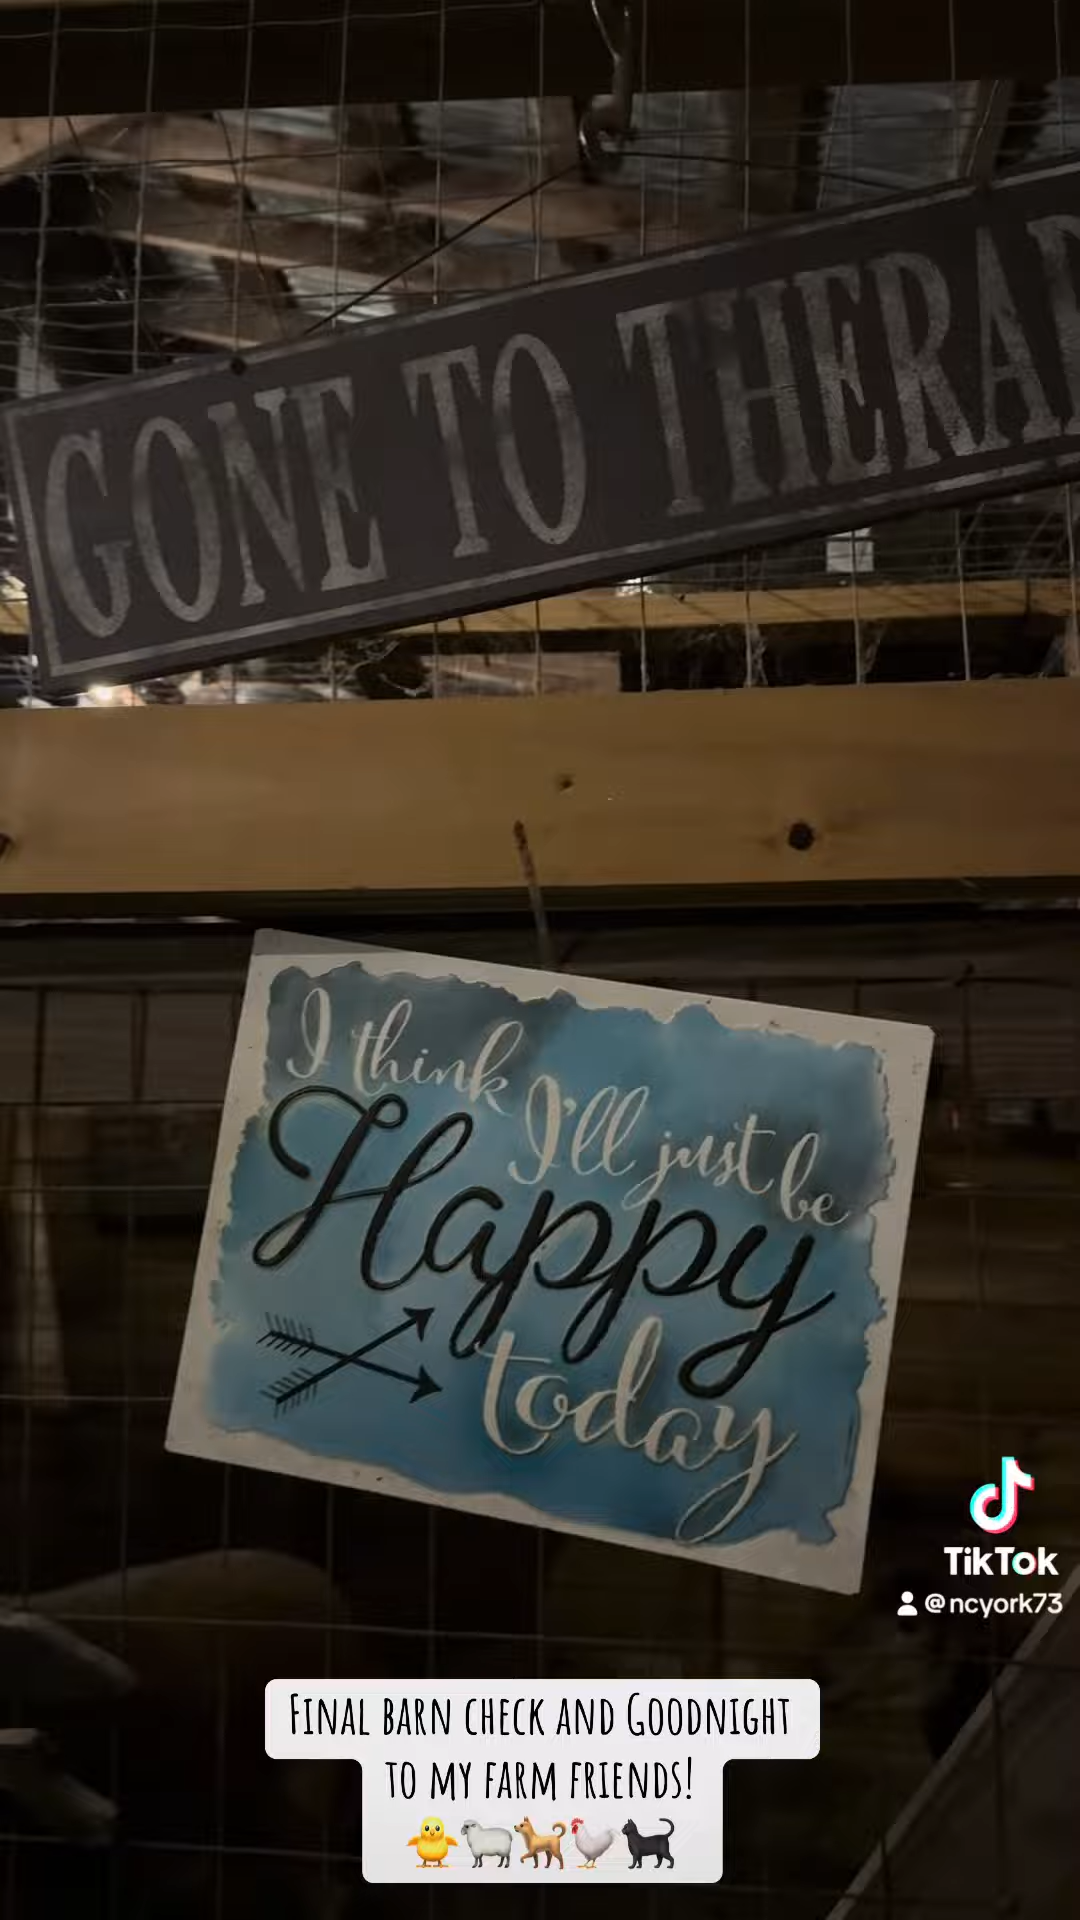 GONE TO THERAP
I think
I'll just be
Happy
today
TikTok
@ncyork73
Final barn check and Goodnight
to my farm friends!
🐥🐑🐕🐓🐈‍⬛